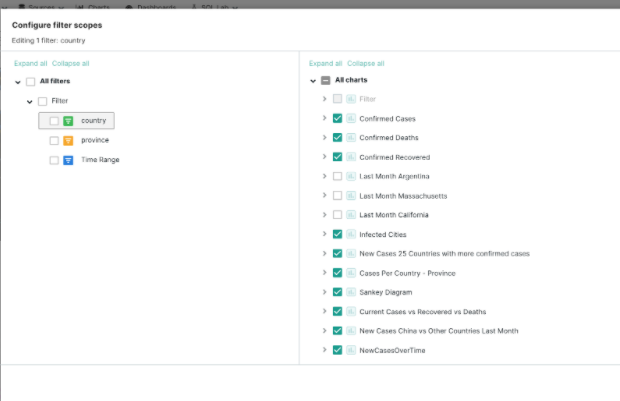 Sources Charts Dashboards SQL Lab
Configure filter scopes
Editing 1 filter: country
Expand all Collapse all
All filters
Filter
country
province
Time Range
Expand all Collapse all
All charts
Filter
Confirmed Cases
Confirmed Deaths
Confirmed Recovered
Last Month Argentina
Last Month Massachusetts
Last Month California
Infected Cities
New Cases 25 Countries with more confirmed cases
Cases Per Country - Province
Sankey Diagram
Current Cases vs Recovered vs Deaths
New Cases China vs Other Countries Last Month
NewCasesOverTime